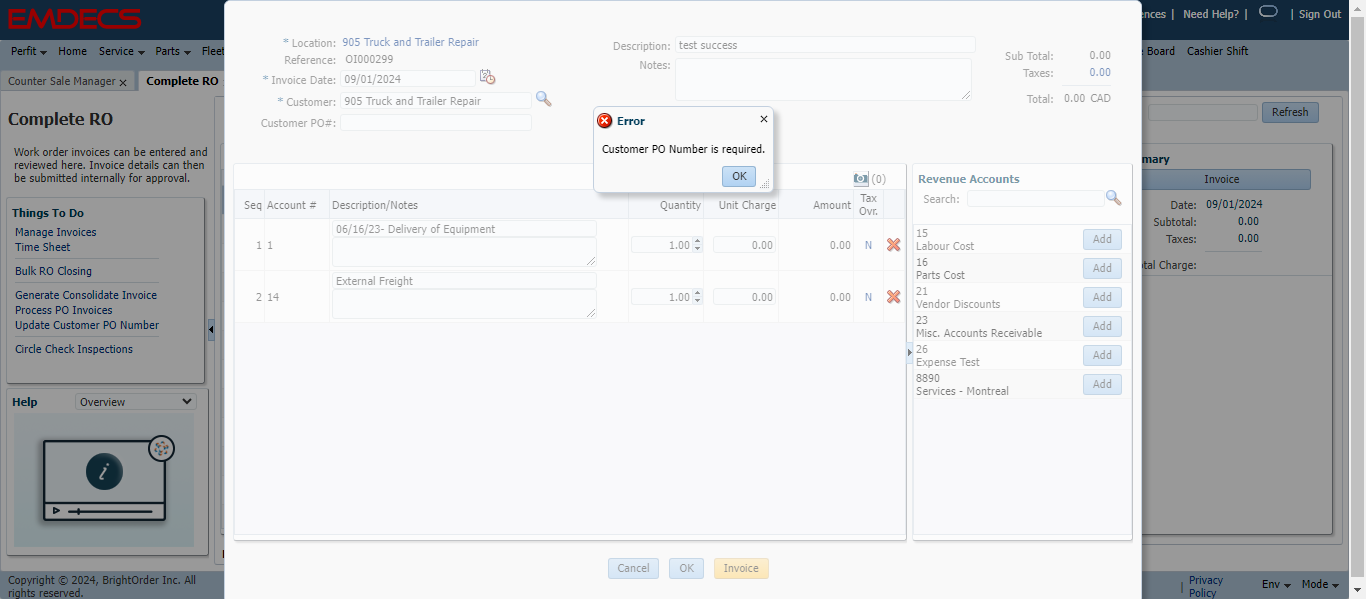 EMDECS
ences | Need Help? | | Sign Out
Perfit Home Service Parts Fleet
Board Cashier Shift
Counter Sale Manager x
Complete RO
Complete RO
Work order invoices can be entered and
reviewed here. Invoice details can then
be submitted internally for approval.
Things To Do
Manage Invoices
Time Sheet
Bulk RO Closing
Generate Consolidate Invoice
Process PO Invoices
Update Customer PO Number
Circle Check Inspections
Help Overview
i
* Location: 905 Truck and Trailer Repair
Reference: OI000299
* Invoice Date: 09/01/2024
* Customer: 905 Truck and Trailer Repair
Customer PO#:
Description: test success
Notes:
Sub Total: 0.00
Taxes: 0.00
Total: 0.00 CAD
Error
Customer PO Number is required.
OK
(0)
Seq Account # Description/Notes Quantity Unit Charge Amount Tax
Ovr.
1 1 06/16/23- Delivery of Equipment 1.00 0.00 0.00 N
2 14 External Freight 1.00 0.00 0.00 N
Revenue Accounts
Search:
15
Labour Cost Add
16
Parts Cost Add
21
Vendor Discounts Add
23
Misc. Accounts Receivable Add
26
Expense Test Add
8890
Services - Montreal Add
Cancel OK Invoice
Refresh
mary
Invoice
Date: 09/01/2024
Subtotal: 0.00
Taxes: 0.00
tal Charge:
Copyright © 2024, BrightOrder Inc. All
rights reserved.
| Privacy
Policy
Env Mode